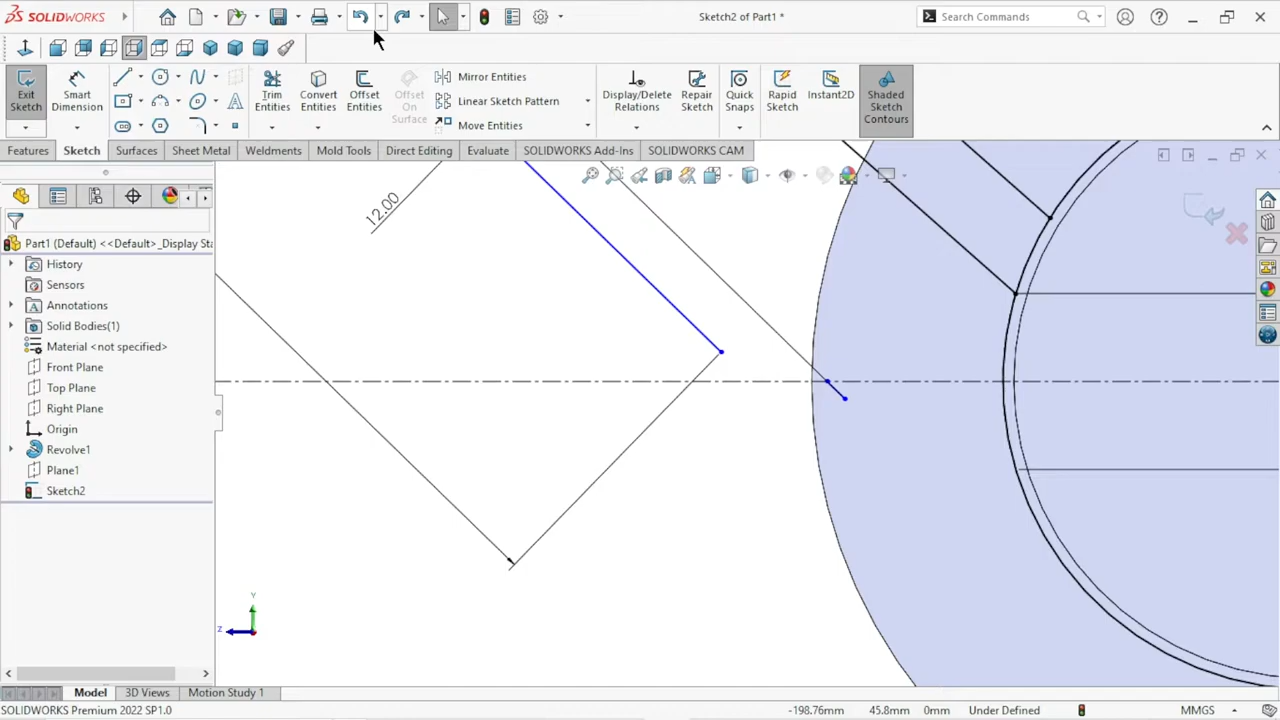 SOLIDWORKS
Sketch2 of Part1 *
Search Commands
Exit Sketch
Smart Dimension
Trim Entities
Convert Entities
Offset Entities
Offset On Surface
Mirror Entities
Linear Sketch Pattern
Move Entities
Display/Delete Relations
Repair Sketch
Quick Snaps
Rapid Sketch
Instant2D
Shaded Sketch Contours
Features
Sketch
Surfaces
Sheet Metal
Weldments
Mold Tools
Direct Editing
Evaluate
SOLIDWORKS Add-Ins
SOLIDWORKS CAM
Part1 (Default) <<Default>_Display Sta
History
Sensors
Annotations
Solid Bodies(1)
Material <not specified>
Front Plane
Top Plane
Right Plane
Origin
Revolve1
Plane1
Sketch2
12.00
Y
Z
Model
3D Views
Motion Study 1
SOLIDWORKS Premium 2022 SP1.0
-198.76mm
45.8mm
0mm
Under Defined
MMGS